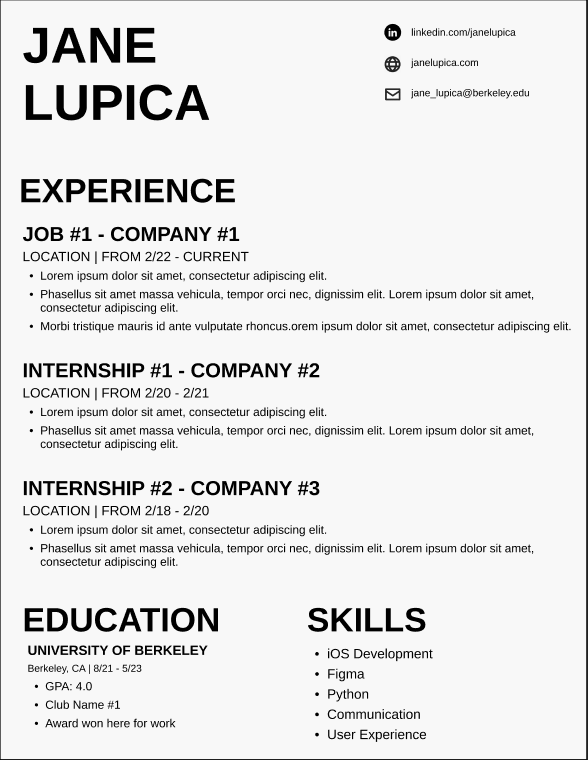 JANE
LUPICA
linkedin.com/janelupica
janelupica.com
jane_lupica@berkeley.edu
EXPERIENCE
JOB #1 - COMPANY #1
LOCATION | FROM 2/22 - CURRENT
• Lorem ipsum dolor sit amet, consectetur adipiscing elit.
• Phasellus sit amet massa vehicula, tempor orci nec, dignissim elit. Lorem ipsum dolor sit amet,
consectetur adipiscing elit.
• Morbi tristique mauris id ante vulputate rhoncus.orem ipsum dolor sit amet, consectetur adipiscing elit.
INTERNSHIP #1 - COMPANY #2
LOCATION | FROM 2/20 - 2/21
• Lorem ipsum dolor sit amet, consectetur adipiscing elit.
• Phasellus sit amet massa vehicula, tempor orci nec, dignissim elit. Lorem ipsum dolor sit amet,
consectetur adipiscing elit.
INTERNSHIP #2 - COMPANY #3
LOCATION | FROM 2/18 - 2/20
• Lorem ipsum dolor sit amet, consectetur adipiscing elit.
• Phasellus sit amet massa vehicula, tempor orci nec, dignissim elit. Lorem ipsum dolor sit amet,
consectetur adipiscing elit.
EDUCATION
UNIVERSITY OF BERKELEY
Berkeley, CA | 8/21 - 5/23
• GPA: 4.0
• Club Name #1
• Award won here for work
SKILLS
• iOS Development
• Figma
• Python
• Communication
• User Experience